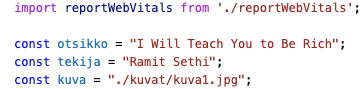 import reportWebVitals from './reportWebVitals';
const otsikko = "I Will Teach You to Be Rich";
const tekija = "Ramit Sethi";
const kuva = "./kuvat/kuva1.jpg";